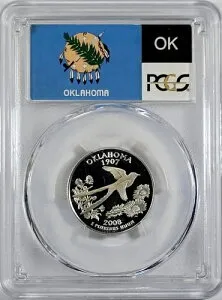 OK
OKLAHOMA
PCGS
OKLAHOMA
1907
2008
E PLURIBUS UNUM